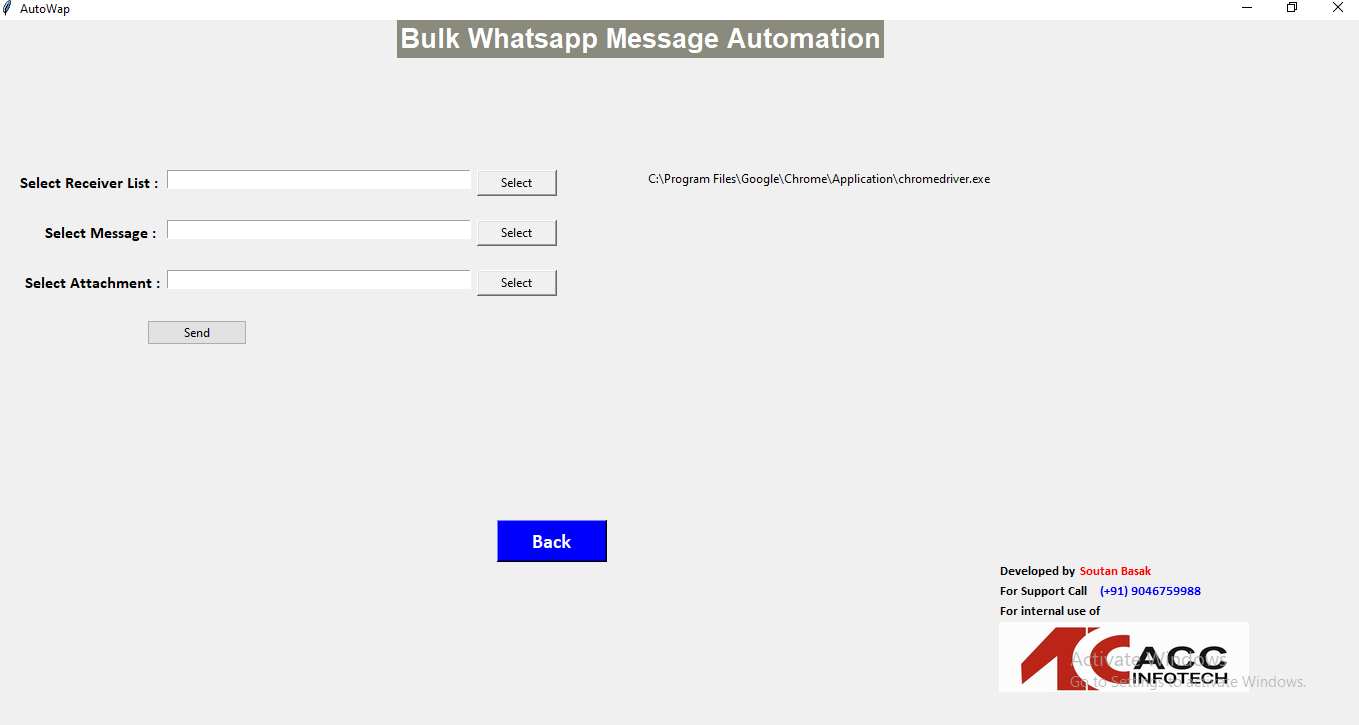 AutoWap
Bulk Whatsapp Message Automation
Select Receiver List : Select C:\Program Files\Google\Chrome\Application\chromedriver.exe
Select Message : Select
Select Attachment : Select
Send
Back
Developed by Soutan Basak
For Support Call (+91) 9046759988
For internal use of
ACC
INFOTECH
Activate Windows
Go to Settings to activate Windows.